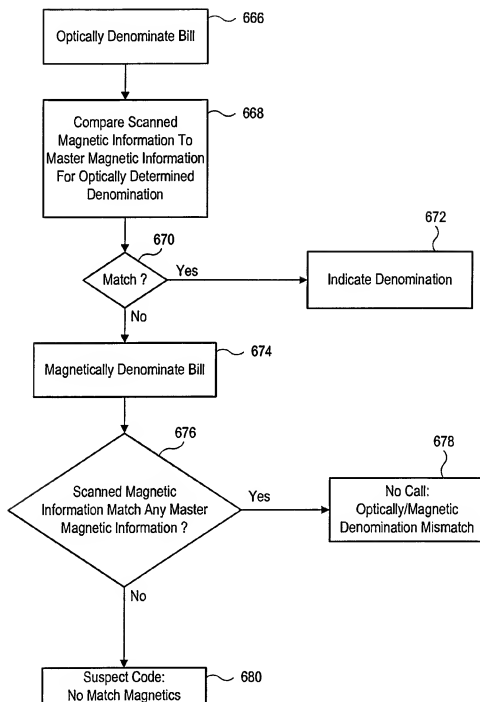 Optically Denominate Bill
666
Compare Scanned
Magnetic Information To
Master Magnetic Information
For Optically Determined
Denomination
668
670
Match ?
Yes
No
672
Indicate Denomination
Magnetically Denominate Bill
674
676
Scanned Magnetic
Information Match Any Master
Magnetic Information ?
Yes
No
678
No Call:
Optically/Magnetic
Denomination Mismatch
Suspect Code:
No Match Magnetics
680